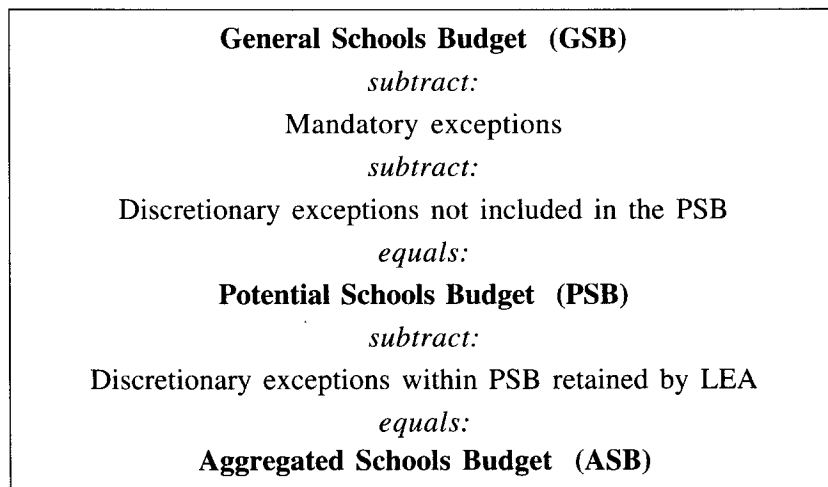 General Schools Budget (GSB)
subtract:
Mandatory exceptions
subtract:
Discretionary exceptions not included in the PSB
equals:
Potential Schools Budget (PSB)
subtract:
Discretionary exceptions within PSB retained by LEA
equals:
Aggregated Schools Budget (ASB)